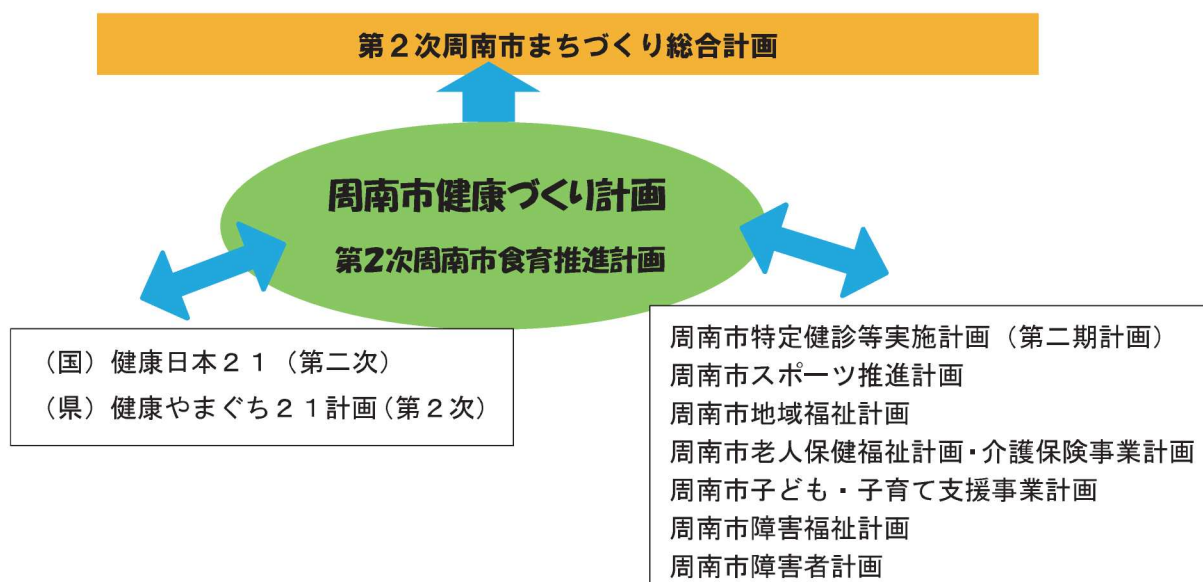 第２次周南市まちづくり総合計画
周南市健康づくり計画
第2次周南市食育推進計画
（国）健康日本２１（第二次）
（県）健康やまぐち２１計画（第２次）
周南市特定健診等実施計画（第二期計画）
周南市スポーツ推進計画
周南市地域福祉計画
周南市老人保健福祉計画・介護保険事業計画
周南市子ども・子育て支援事業計画
周南市障害福祉計画
周南市障害者計画